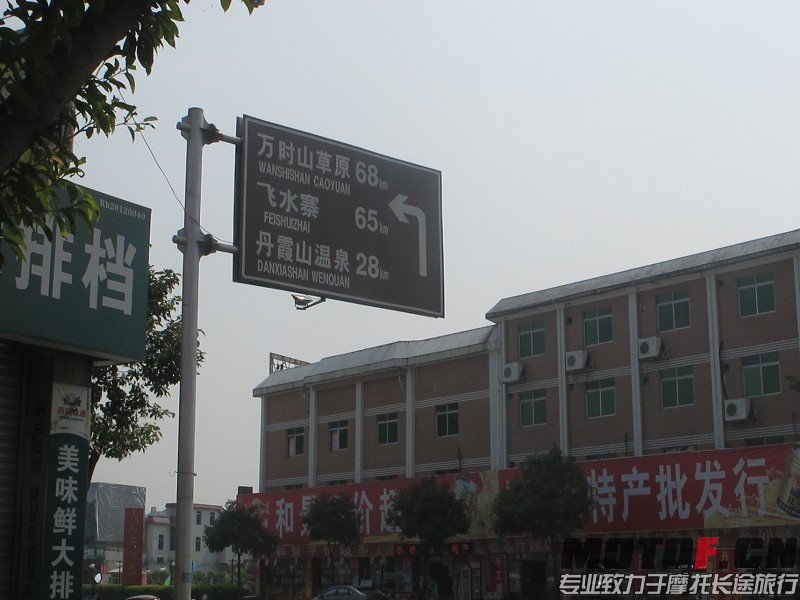 万时山草原 68km
WANSHISHAN CAOYUAN
飞水寨 65km
FEISHUIZHAI
丹霞山温泉 28km
DANXIASHAN WENQUAN
Rh20120040
排档
美味鲜大排
特产批发行
MOTOF.CN
专业致力于摩托长途旅行